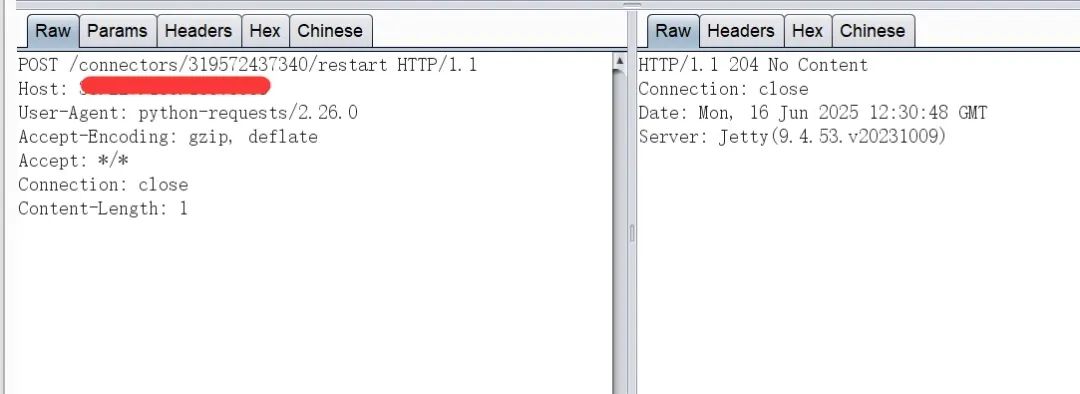 Raw Params Headers Hex Chinese
POST /connectors/319572437340/restart HTTP/1.1
Host:
User-Agent: python-requests/2.26.0
Accept-Encoding: gzip, deflate
Accept: */*
Connection: close
Content-Length: 1
Raw Headers Hex Chinese
HTTP/1.1 204 No Content
Connection: close
Date: Mon, 16 Jun 2025 12:30:48 GMT
Server: Jetty(9.4.53.v20231009)